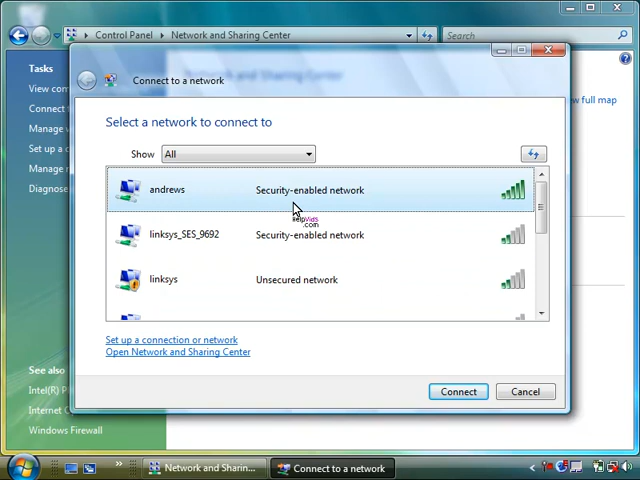 Control Panel
Network and Sharing Center
Search
Tasks
View com
Connect t
Manage w
Set up a c
Manage n
Diagnose
w full map
Connect to a network
Select a network to connect to
Show
All
andrews
Security-enabled network
HelpVids
.com
linksys_SES_9692
Security-enabled network
linksys
Unsecured network
Set up a connection or network
Open Network and Sharing Center
Connect
Cancel
See also
Intel(R) P
Internet O
Windows Firewall
Network and Sharin...
Connect to a network